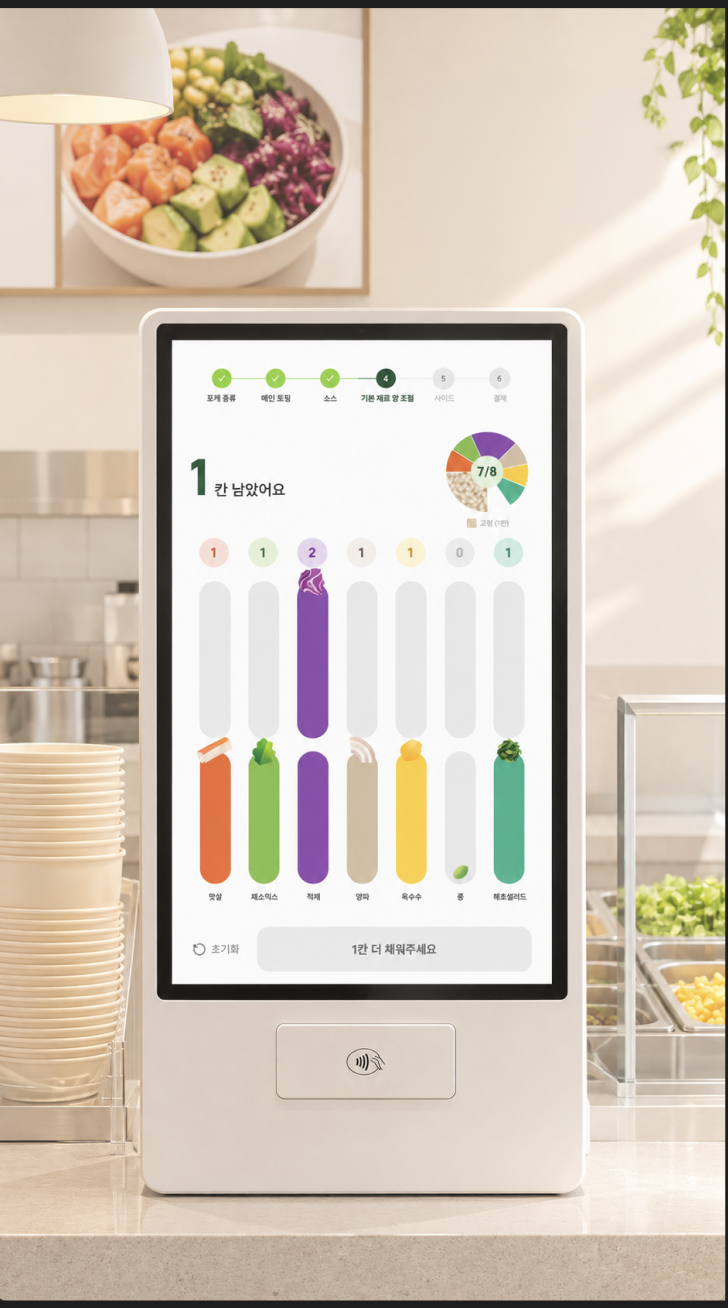 ✓ ✓ ✓ 4 5 6
포케 종류 메인 토핑 소스 기본 재료 양 조절 사이드 결제
1칸 남았어요
7/8
고정 (1칸)
1 1 2 1 1 0 1
맛살 채소믹스 적채 양파 옥수수 콩 해초샐러드
초기화 1칸 더 채워주세요